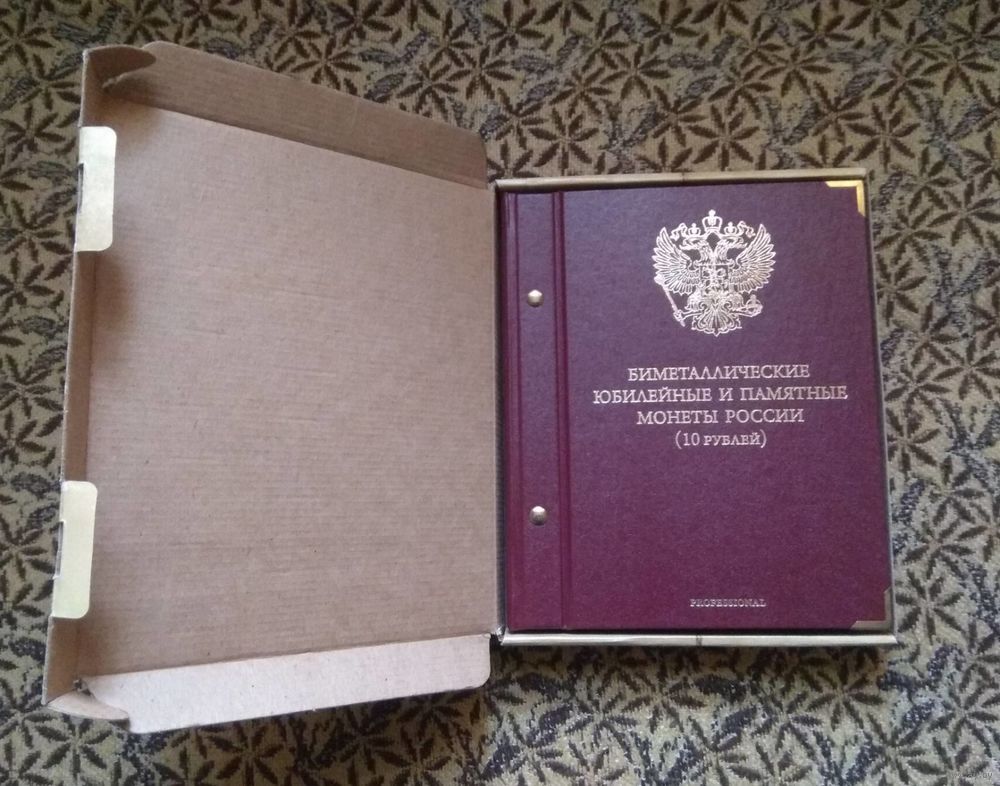 БИМЕТАЛЛИЧЕСКИЕ
ЮБИЛЕЙНЫЕ И ПАМЯТНЫЕ
МОНЕТЫ РОССИИ
(10 РУБЛЕЙ)
PROFESSIONAL